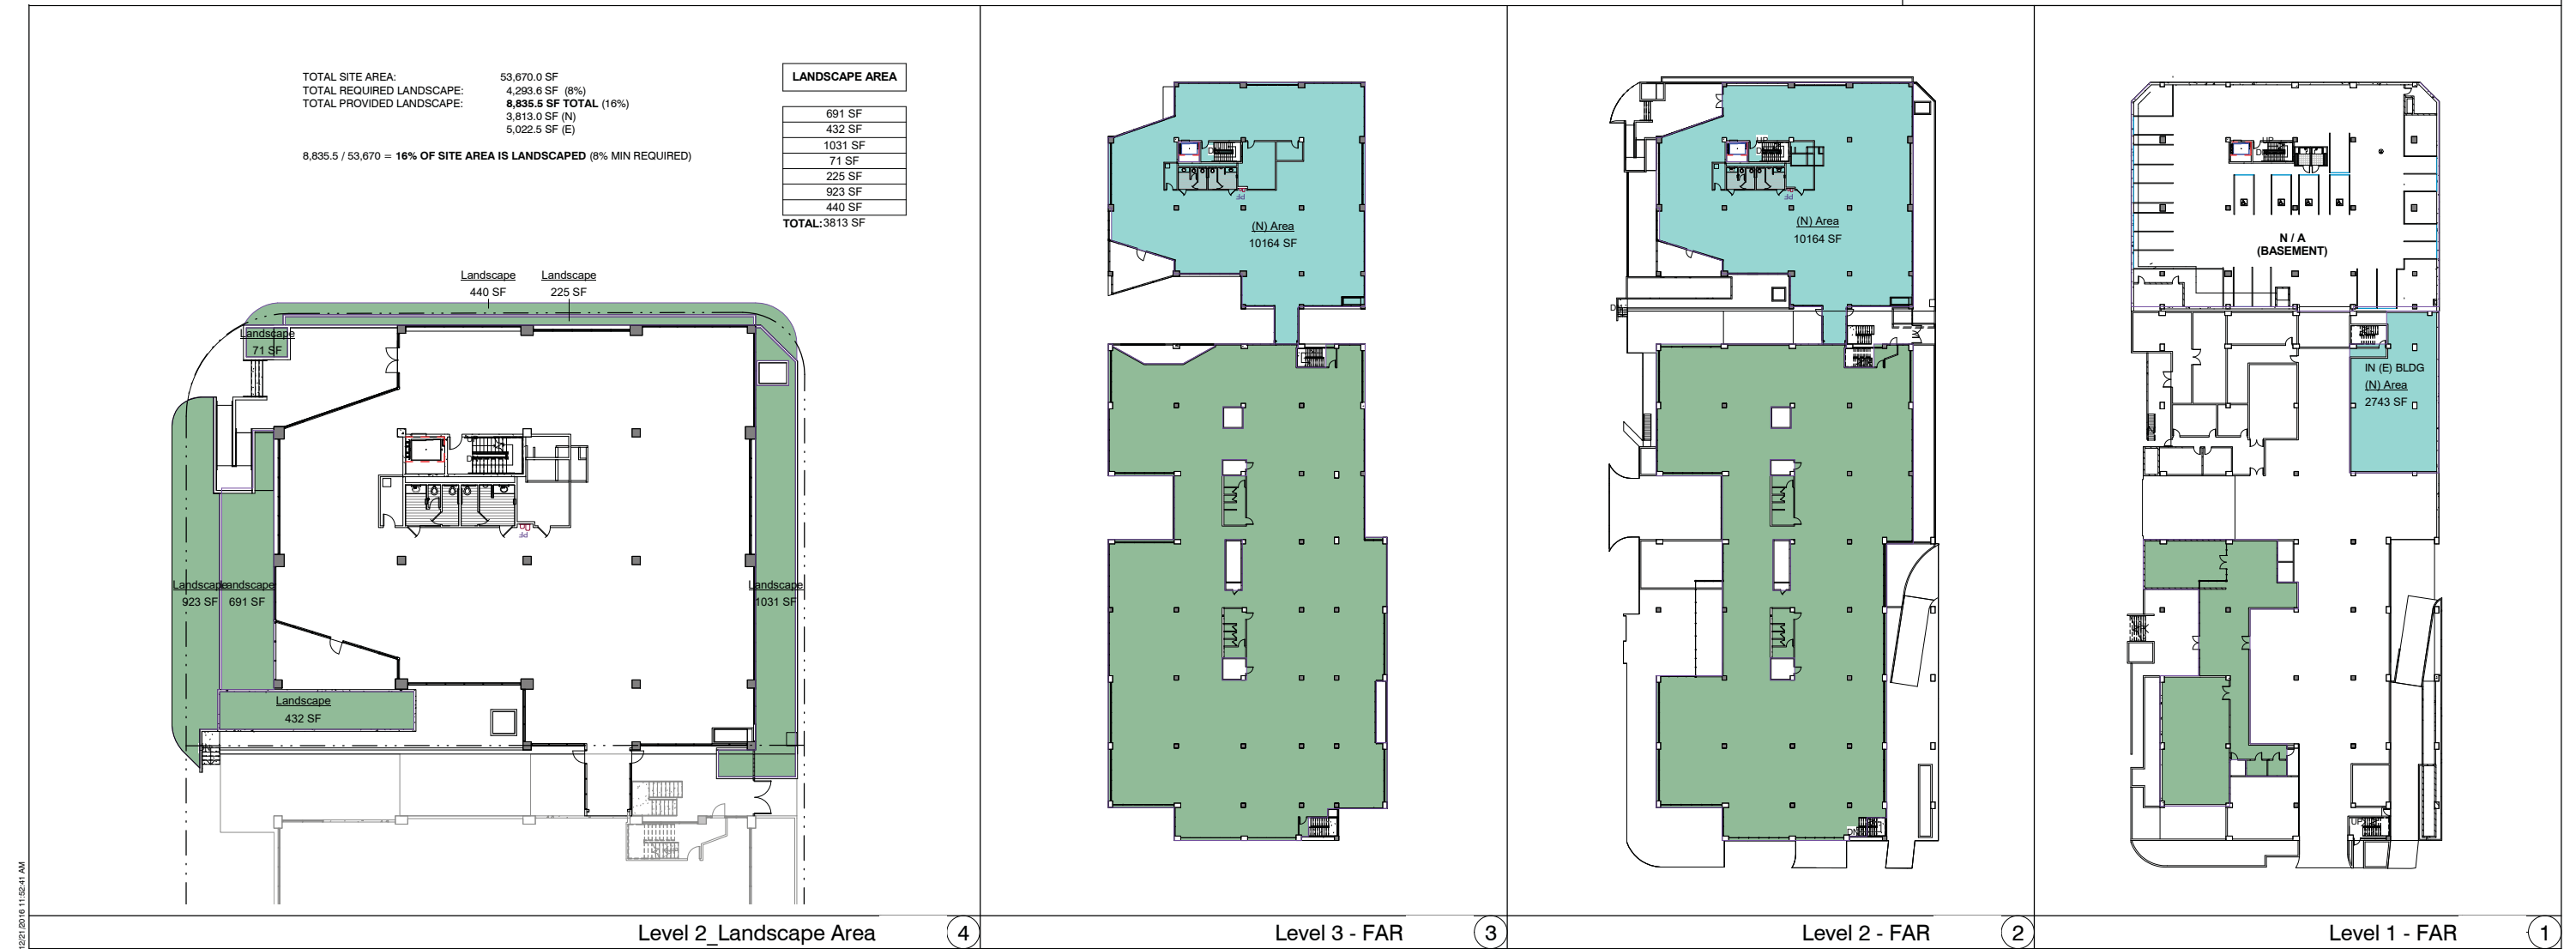 TOTAL SITE AREA: 53,670.0 SF
TOTAL REQUIRED LANDSCAPE: 4,293.6 SF (8%)
TOTAL PROVIDED LANDSCAPE: 8,835.5 SF TOTAL (16%)
3,813.0 SF (N)
5,022.5 SF (E)
8,835.5 / 53,670 = 16% OF SITE AREA IS LANDSCAPED (8% MIN REQUIRED)
LANDSCAPE AREA
691 SF
432 SF
1031 SF
71 SF
225 SF
923 SF
440 SF
TOTAL: 3813 SF
Landscape
440 SF
Landscape
225 SF
Landscape
71 SF
Landscape
923 SF
Landscape
691 SF
Landscape
1031 SF
Landscape
432 SF
Level 2_Landscape Area
4
(N) Area
10164 SF
Level 3 - FAR
3
UP
(N) Area
10164 SF
DN
Level 2 - FAR
2
UP
N / A
(BASEMENT)
IN (E) BLDG
(N) Area
2743 SF
UP
Level 1 - FAR
1
12/21/2016 11:52:41 AM